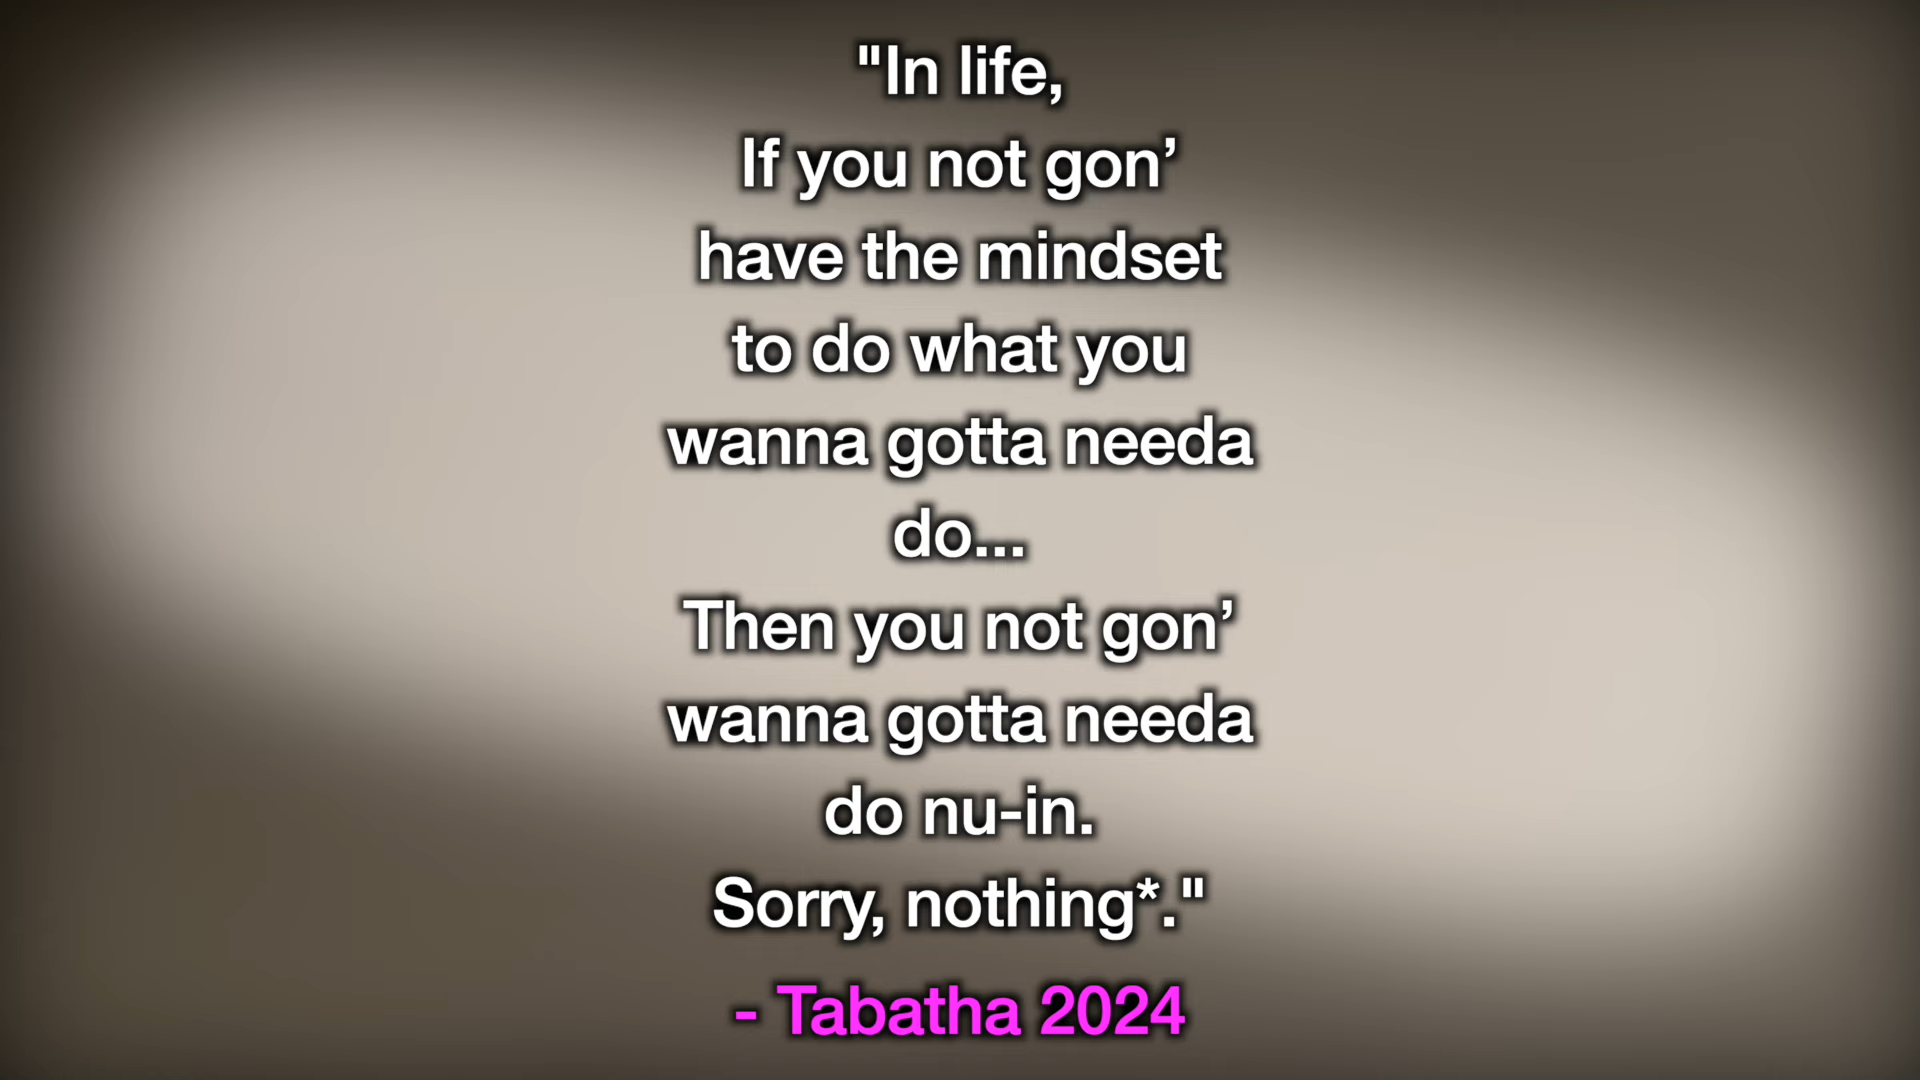 "In life,
If you not gon’
have the mindset
to do what you
wanna gotta needa
do...
Then you not gon’
wanna gotta needa
do nu-in.
Sorry, nothing*."
- Tabatha 2024